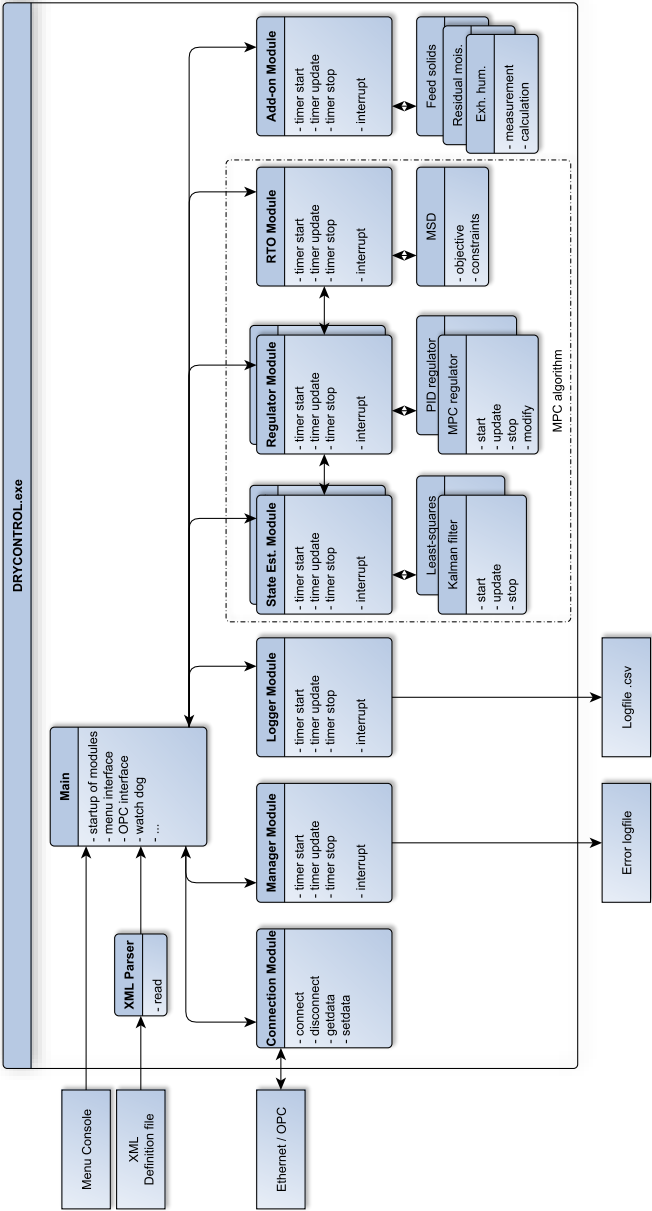 DRYCONTROL.exe
Menu Console
XML
Definition file
XML Parser
- read
Main
- startup of modules
- menu interface
- OPC interface
- watch dog
- ...
Ethernet / OPC
Connection Module
- connect
- disconnect
- getdata
- setdata
Manager Module
- timer start
- timer update
- timer stop
- interrupt
Logger Module
- timer start
- timer update
- timer stop
- interrupt
State Est. Module
- timer start
- timer update
- timer stop
- interrupt
Regulator Module
- timer start
- timer update
- timer stop
- interrupt
RTO Module
- timer start
- timer update
- timer stop
- interrupt
Add-on Module
- timer start
- timer update
- timer stop
- interrupt
Least-squares
Kalman filter
- start
- update
- stop
PID regulator
MPC regulator
- start
- update
- stop
- modify
MSD
- objective
- constraints
Feed solids
Residual mois.
Exh. hum.
- measurement
- calculation
MPC algorithm
Error logfile
Logfile .csv